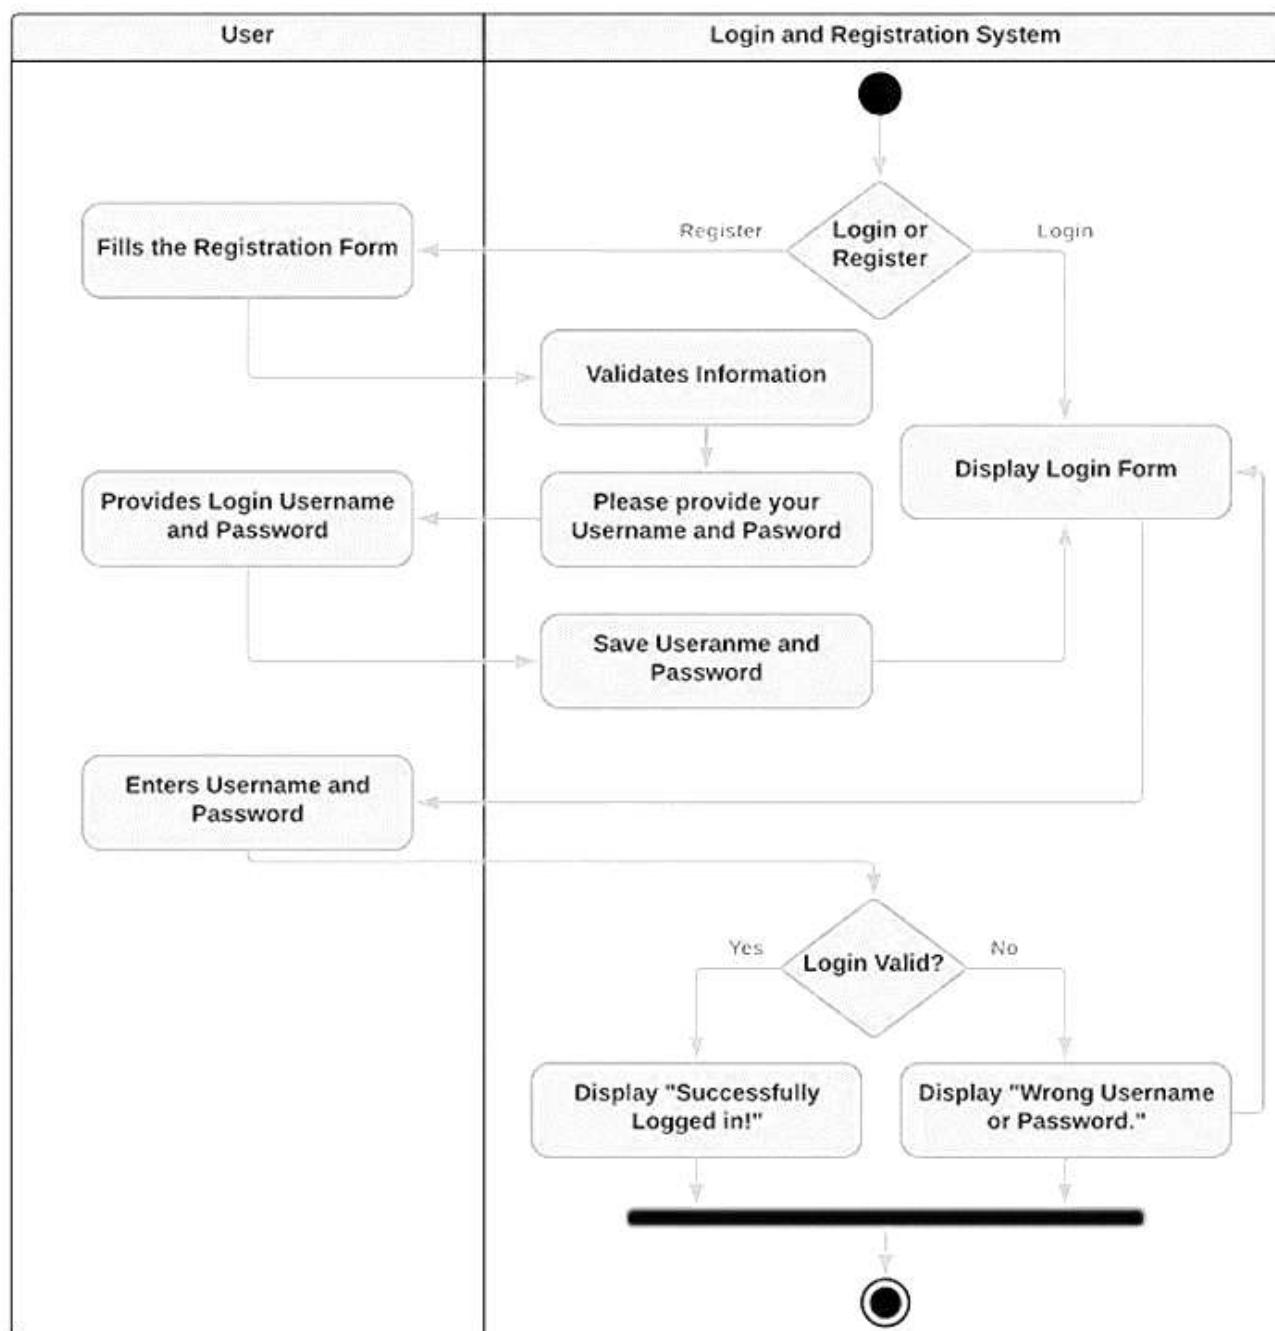 User
Login and Registration System
Login or
Register
Register
Login
Fills the Registration Form
Validates Information
Display Login Form
Provides Login Username
and Password
Please provide your
Username and Pasword
Save Useranme and
Password
Enters Username and
Password
Login Valid?
Yes
No
Display "Successfully
Logged in!"
Display "Wrong Username
or Password."